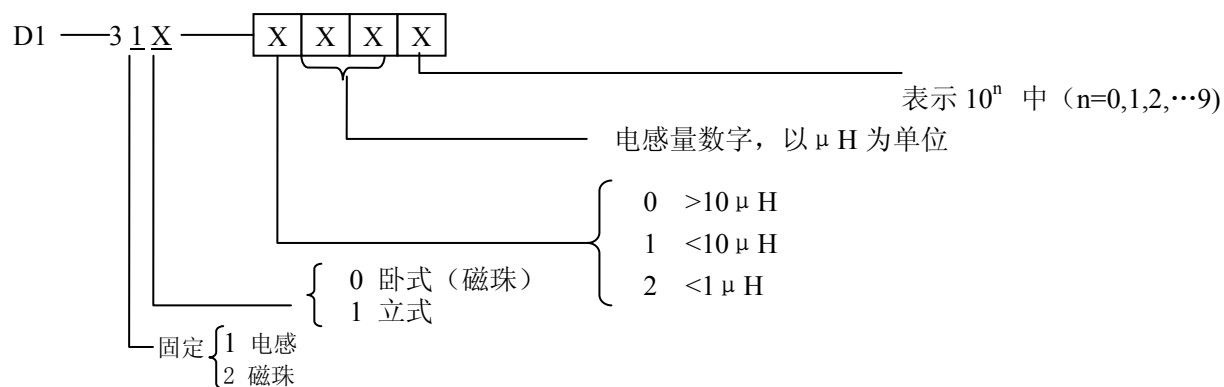 D1 31X X X X X
表示 10ⁿ 中（n=0,1,2,…9)
电感量数字，以μH为单位
0 >10μH
1 <10μH
2 <1μH
0 卧式（磁珠）
1 立式
固定
1 电感
2 磁珠